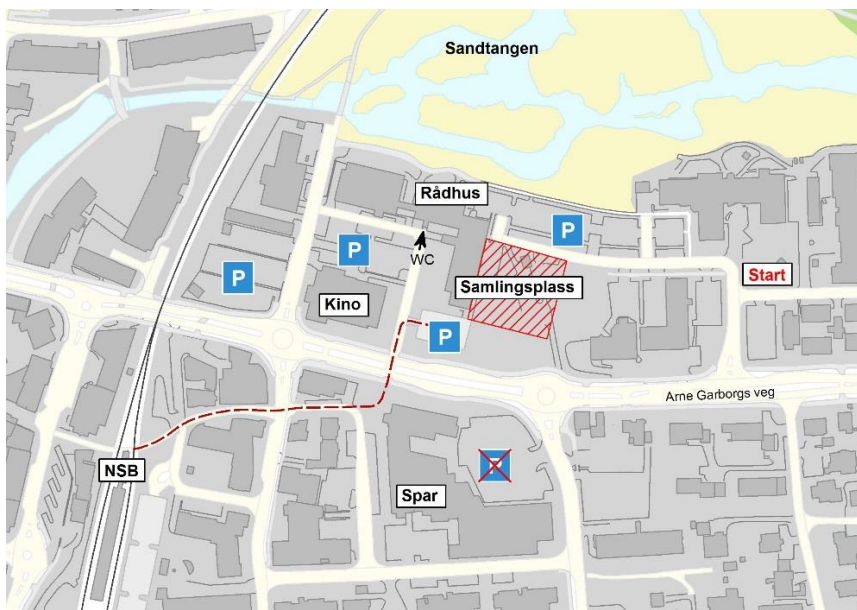 Sandtangen
Rådhus
P
P
WC
P
Samlingsplass
Start
Kino
P
Arne Garborgs veg
NSB
P
Spar